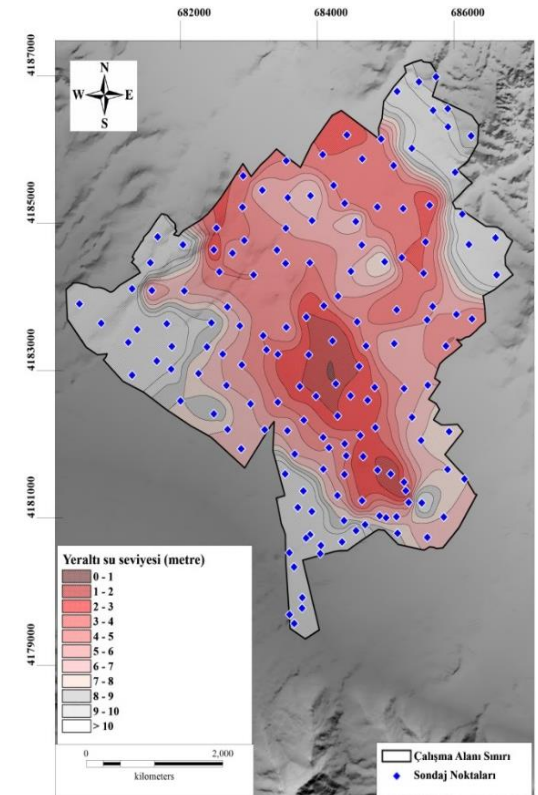 682000
684000
686000
4187000
N
W
E
S
4185000
4183000
4181000
4179000
Yeraltı su seviyesi (metre)
0 - 1
1 - 2
2 - 3
3 - 4
4 - 5
5 - 6
6 - 7
7 - 8
8 - 9
9 - 10
> 10
0
2,000
kilometers
Çalışma Alanı Sınırı
Sondaj Noktaları